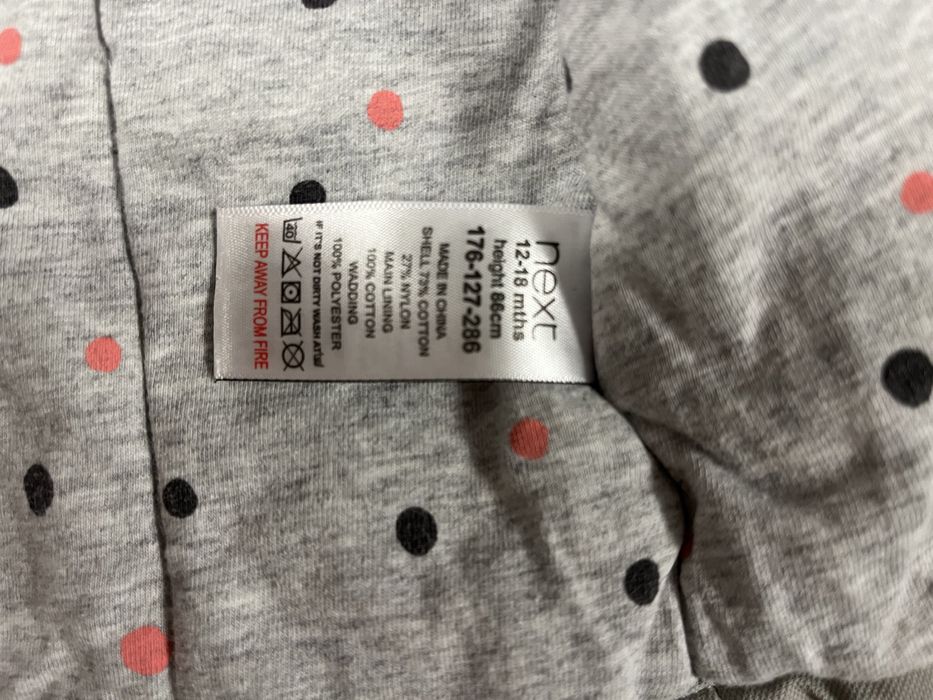 next
12-18 mths
height 86cm
176-127-286
MADE IN CHINA
SHELL 73% COTTON
27% NYLON
MAIN LINING
100% COTTON
WADDING
100% POLYESTER
IF IT'S NOT DIRTY WASH AT
40
KEEP AWAY FROM FIRE